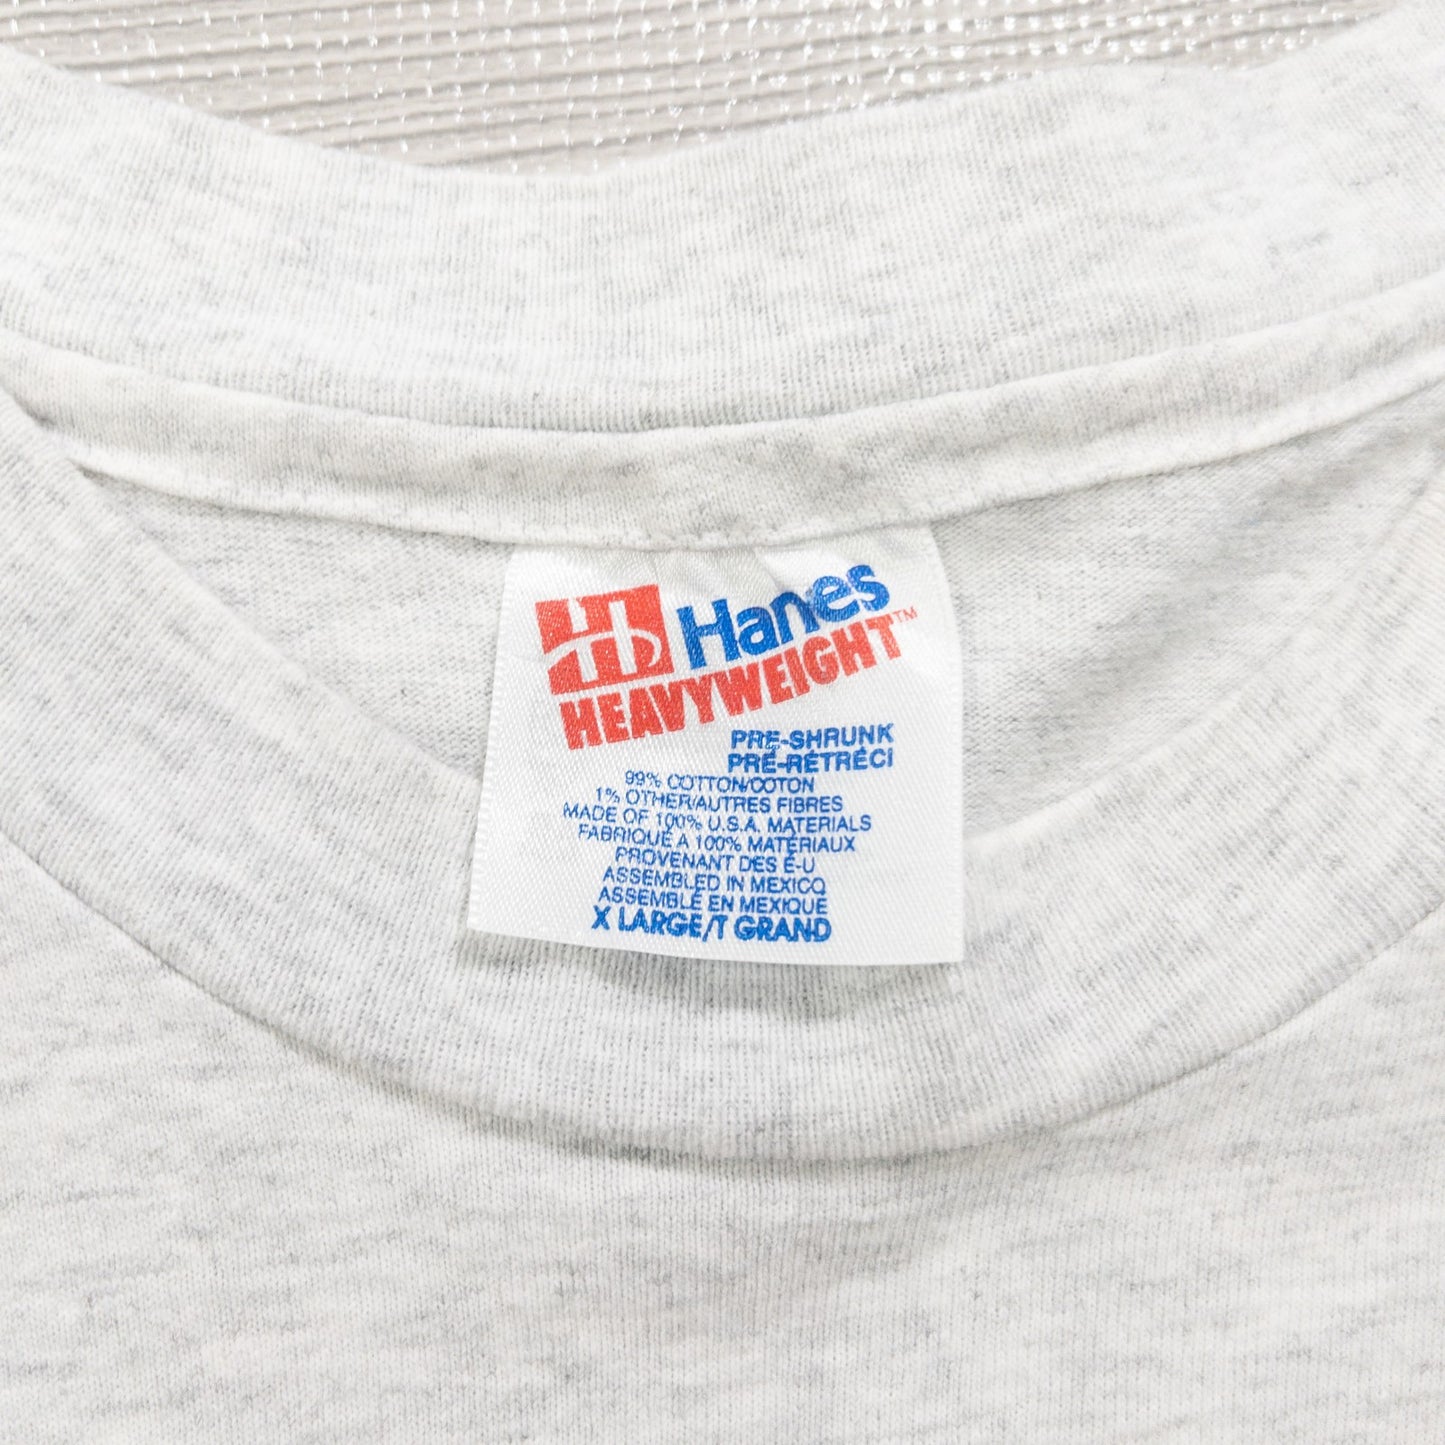 Hanes
HEAVYWEIGHT™
PRE-SHRUNK
PRÉ-RÉTRÉCI
99% COTTON/COTON
1% OTHER/AUTRES FIBRES
MADE OF 100% U.S.A. MATERIALS
FABRIQUÉ À 100% MATÉRIAUX
PROVENANT DES É-U
ASSEMBLED IN MEXICO
ASSEMBLÉ EN MEXIQUE
X LARGE/T GRAND